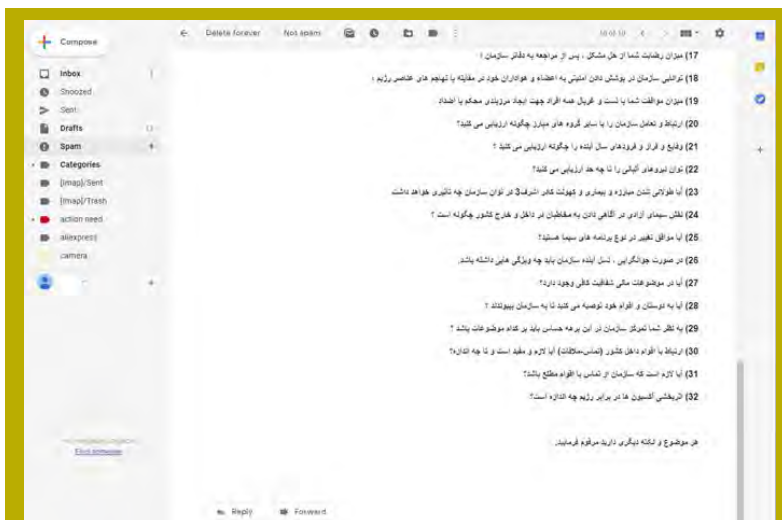 Compose
Delete forever
Not spam
10 of 10
Inbox
Snoozed
Sent
Drafts
Spam
Categories
[Imap]/Sent
[Imap]/Trash
action need
aliexpress
camera
17) میزان رضایت شما از حل مشکل ، پس از مراجعه به دفاتر سازمان ؛
18) توانایی سازمان در پوشش دادن امنیتی به اعضاء و هواداران خود در مقابله با تهاجم های عناصر رژیم ؛
19) میزان موافقت شما با تست و غربال همه افراد جهت ایجاد مرزبندی محکم با اضداد
20) ارتباط و تعامل سازمان را با سایر گروه های مبارز چگونه ارزیابی می کنید؟
21) وقایع و فراز و فرودهای سال آینده را چگونه ارزیابی می کنید ؟
22) توان نیروهای آلبانی را تا چه حد ارزیابی می کنید؟
23) آیا طولانی شدن مبارزه و بیماری و کهولت کادر اشرف3 در توان سازمان چه تاثیری خواهد داشت
24) نقش سیمای آزادی در آگاهی دادن به مخاطبان در داخل و خارج کشور چگونه است ؟
25) آیا موافق تغییر در نوع برنامه های سیما هستید؟
26) در صورت جوانگرایی ، نسل آینده سازمان باید چه ویژگی هایی داشته باشد.
27) آیا در موضوعات مالی شفافیت کافی وجود دارد؟
28) آیا به دوستان و اقوام خود توصیه می کنید تا به سازمان بپیوندند ؟
29) به نظر شما تمرکز سازمان در این برهه حساس باید بر کدام موضوعات باشد ؟
30) ارتباط با اقوام داخل کشور (تماس،ملاقات) آیا لازم و مفید است و تا چه اندازه؟
31) آیا لازم است که سازمان از تماس با اقوام مطلع باشد؟
32) اثربخشی آکسیون ها در برابر رژیم چه اندازه است؟
هر موضوع و نکته دیگری دارید مرقوم فرمایید.
Find someone
Reply
Forward